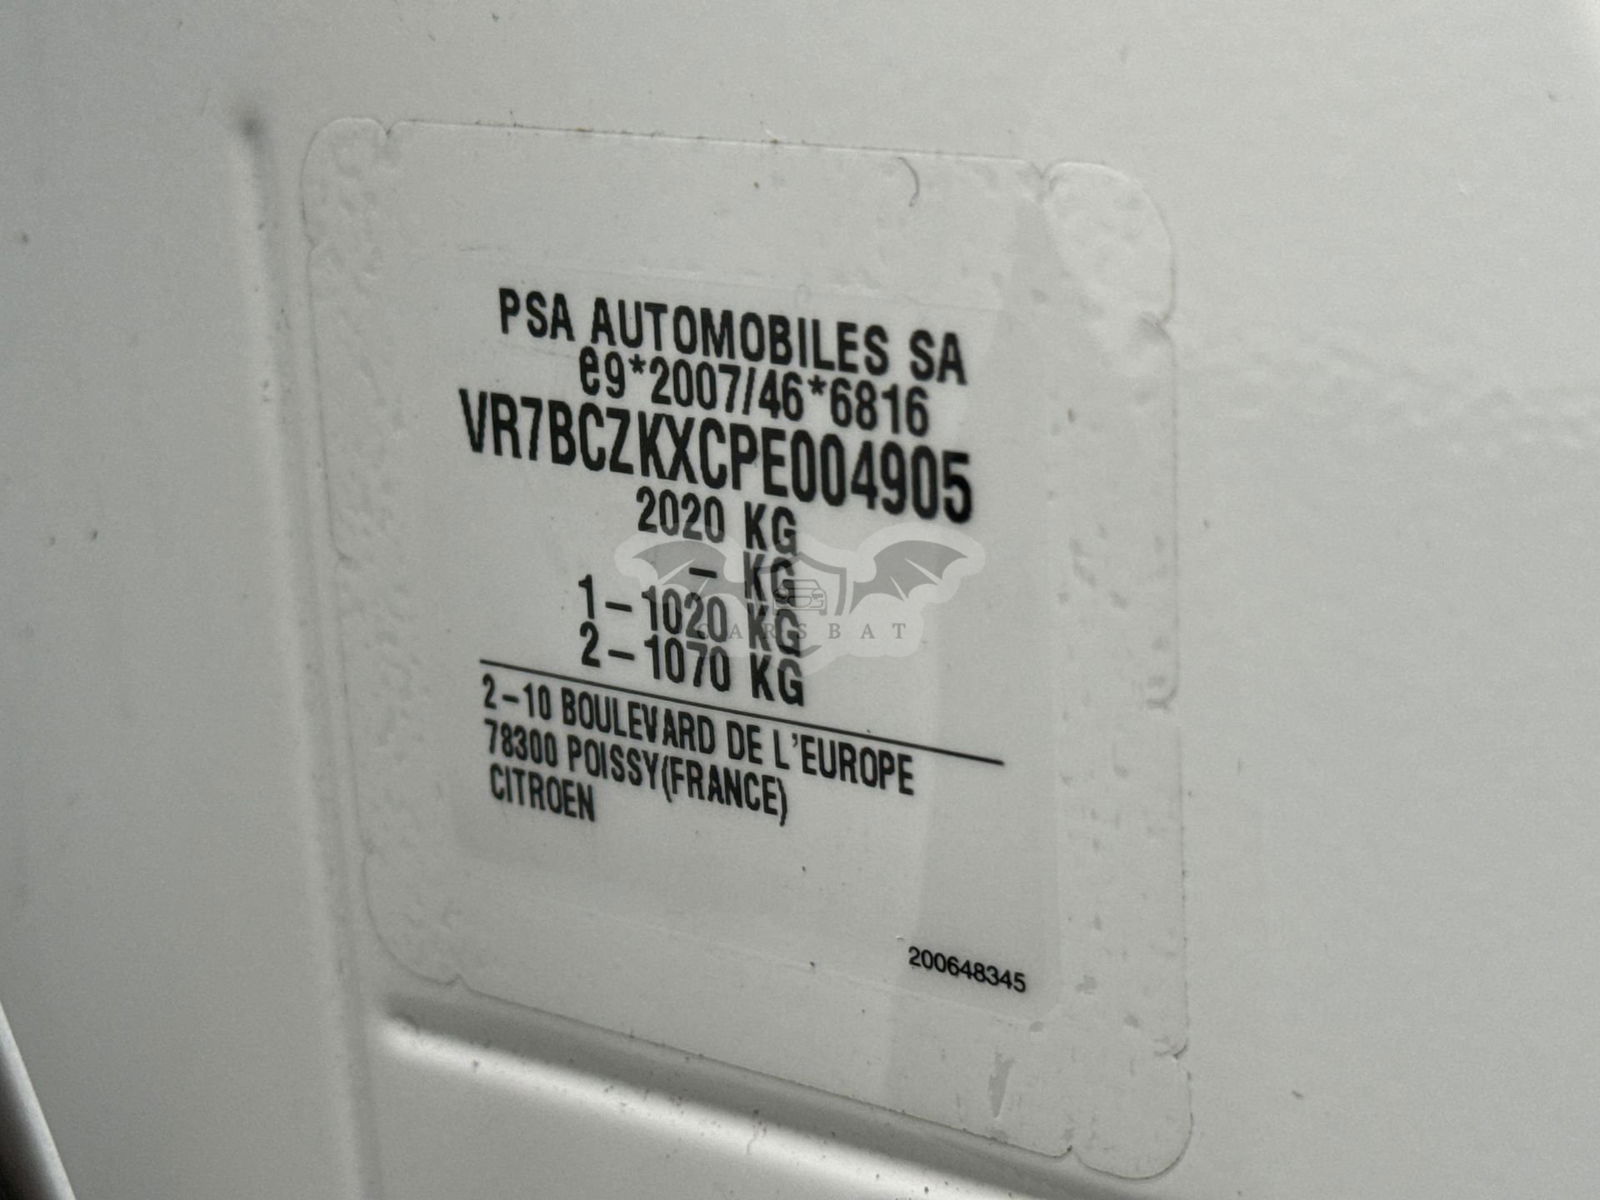 PSA AUTOMOBILES SA
e9*2007/46*6816
VR7BCZKXCPE004905
2020 KG
- KG
1-1020 KG
2-1070 KG
2-10 BOULEVARD DE L'EUROPE
78300 POISSY(FRANCE)
CITROEN
200648345
CARSBAT